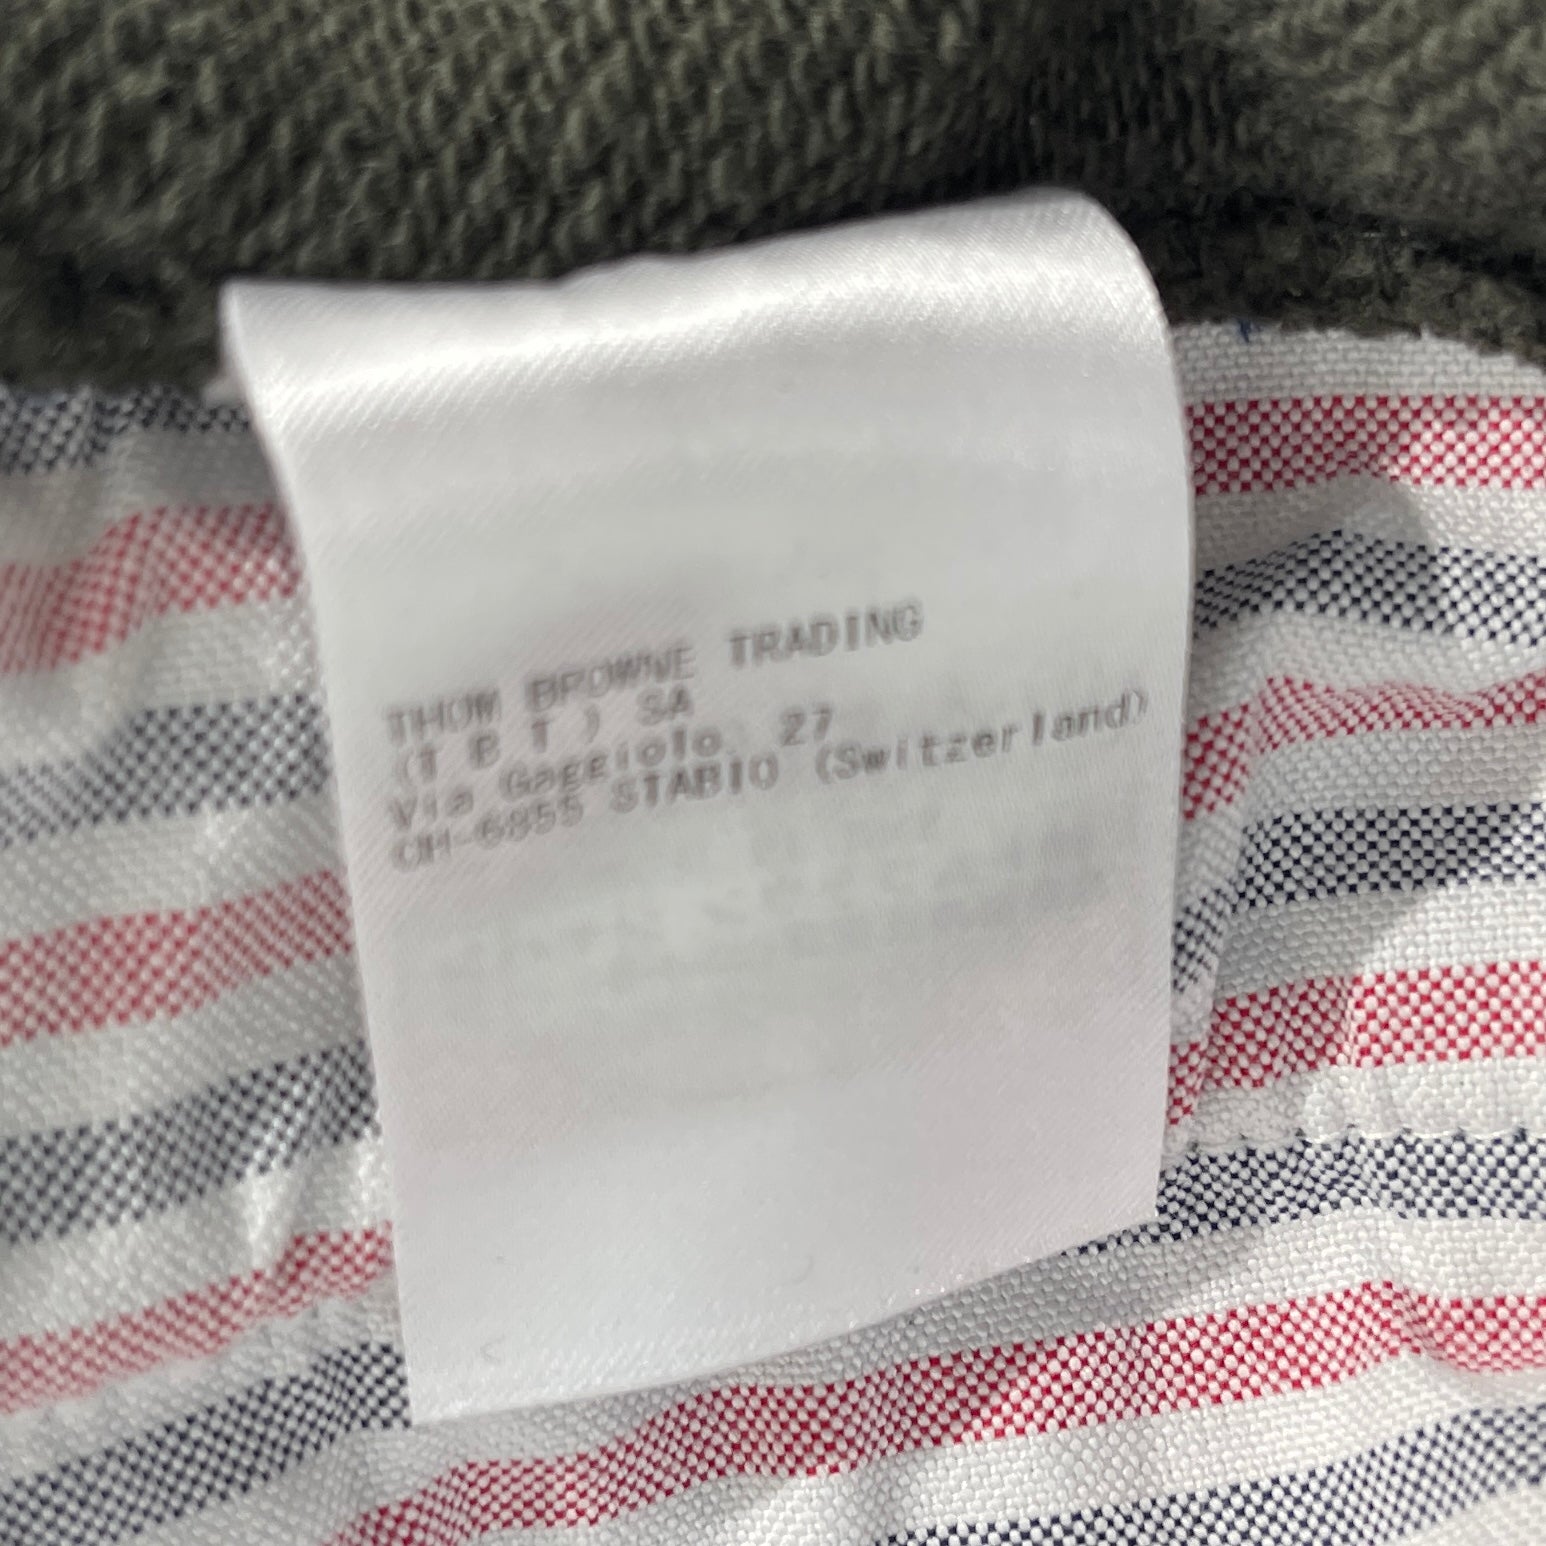 THOM BROWNE TRADING
(T B T) SA
Via Gaggiolo, 27
CH-6855 STABIO (Switzerland)